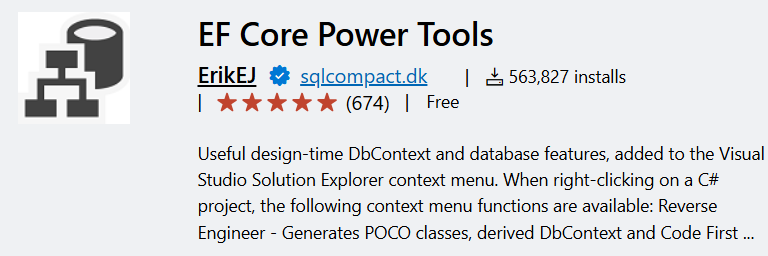 EF Core Power Tools
ErikEJ sqlcompact.dk | 563,827 installs
| (674) | Free
Useful design-time DbContext and database features, added to the Visual
Studio Solution Explorer context menu. When right-clicking on a C#
project, the following context menu functions are available: Reverse
Engineer - Generates POCO classes, derived DbContext and Code First ...